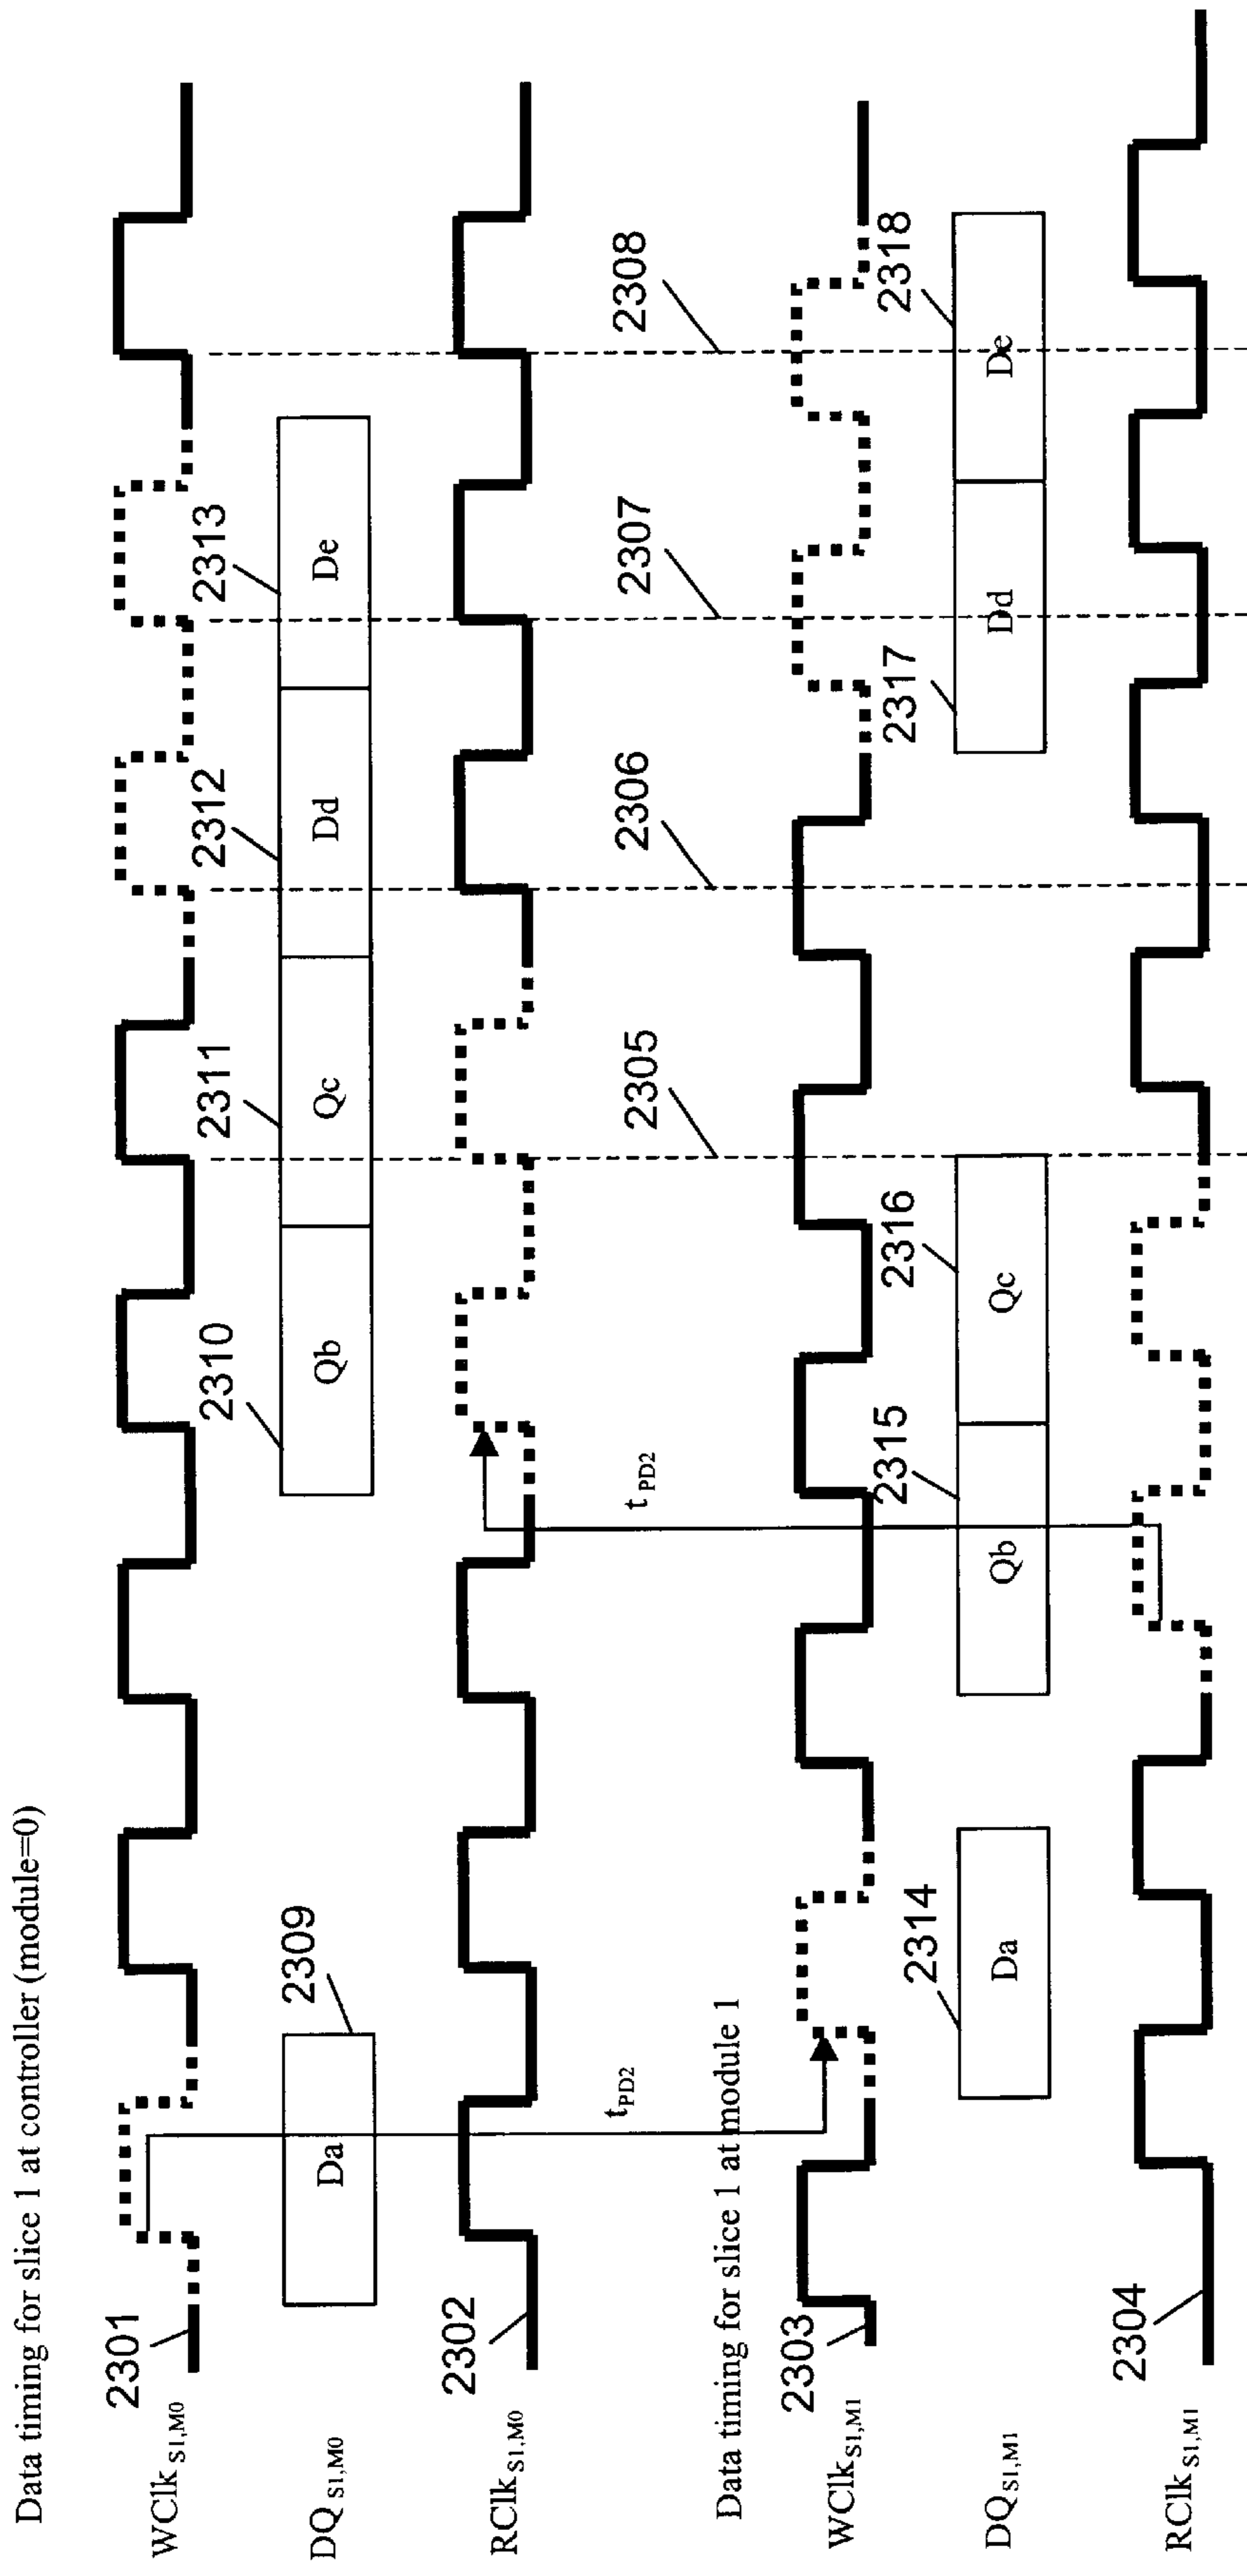 Data timing for slice 1 at controller (module=0)
WClk S1,M0
2301
DQ S1,M0
Da
2309
2310
Qb
2311
Qc
2312
Dd
2313
De
RClk S1,M0
2302
tPD2
t PD2
2305
2306
2307
2308
Data timing for slice 1 at module 1
WClk S1,M1
2303
DQ S1,M1
2314
Da
2315
Qb
2316
Qc
2317
Dd
2318
De
RClk S1,M1
2304